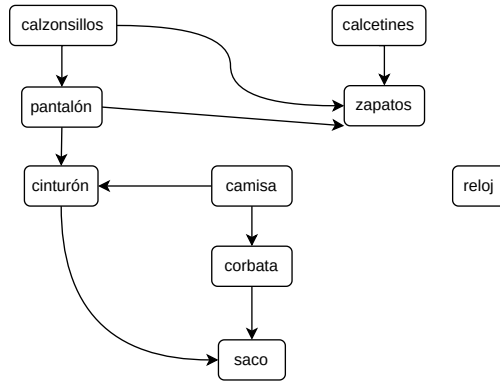 calzonsillos
calcetines
pantalón
zapatos
cinturón
camisa
reloj
corbata
saco